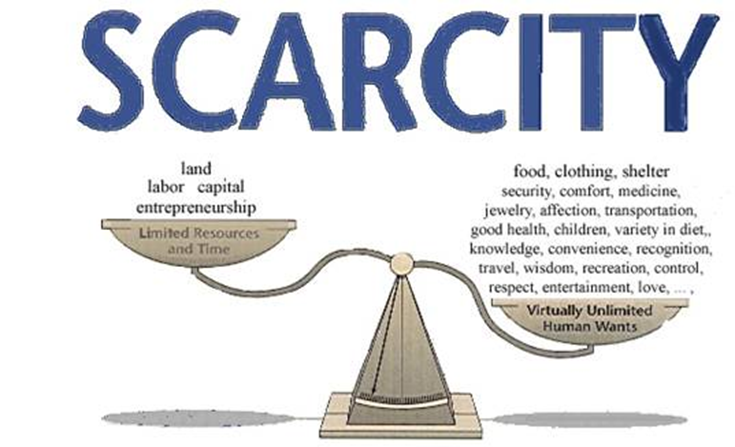 SCARCITY
land
labor capital
entrepreneurship
Limited Resources
and Time
food, clothing, shelter
security, comfort, medicine,
jewelry, affection, transportation,
good health, children, variety in diet,,
knowledge, convenience, recognition,
travel, wisdom, recreation, control,
respect, entertainment, love, ... ,
Virtually Unlimited
Human Wants